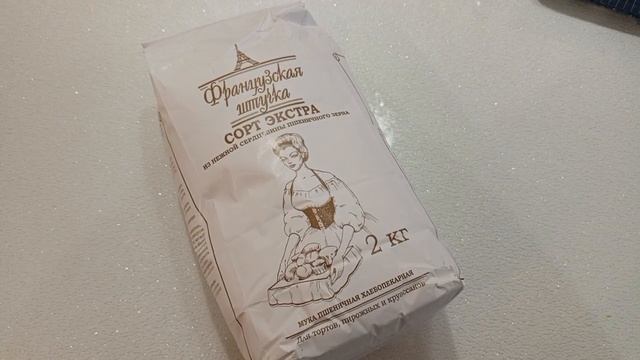 Французская
штучка
СОРТ ЭКСТРА
ИЗ НЕЖНОЙ СЕРДЦЕВИНЫ ПШЕНИЧНОГО ЗЕРНА
2 КГ
МУКА ПШЕНИЧНАЯ ХЛЕБОПЕКАРНАЯ
Для тортов, пирожных и круассанов